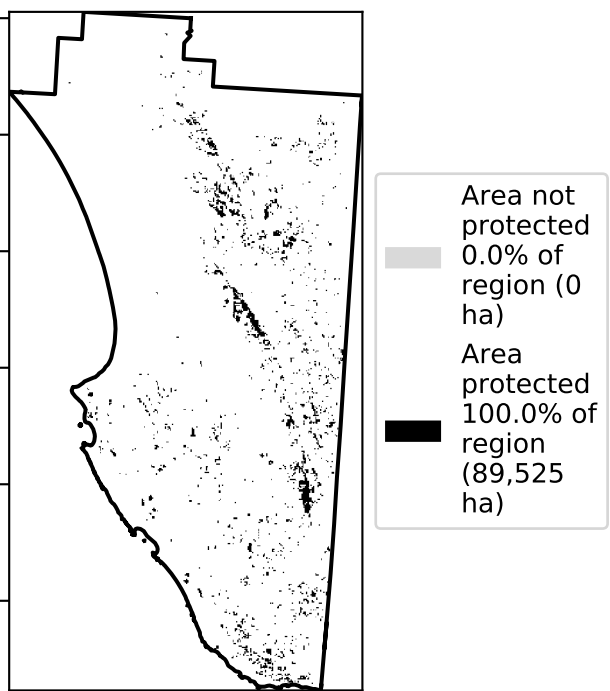 Area not
protected
0.0% of
region (0
ha)
Area
protected
100.0% of
region
(89,525
ha)